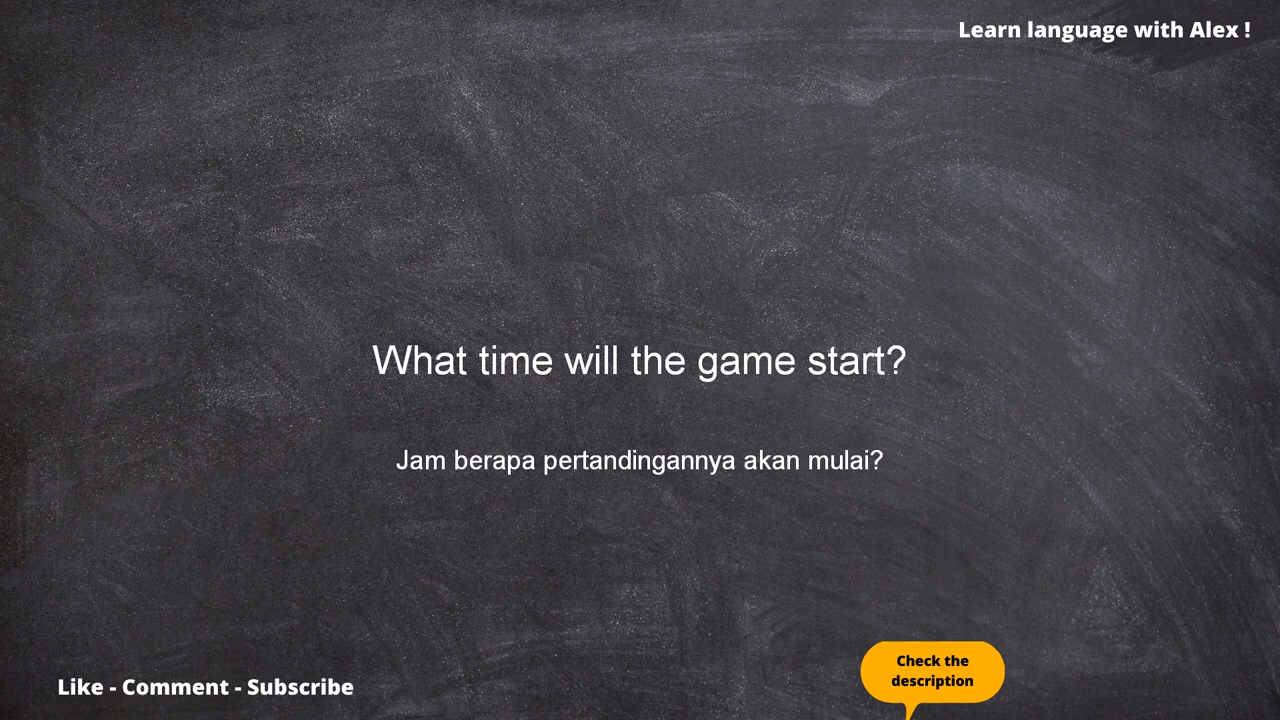 Learn language with Alex !
What time will the game start?
Jam berapa pertandingannya akan mulai?
Like - Comment - Subscribe
Check the
description